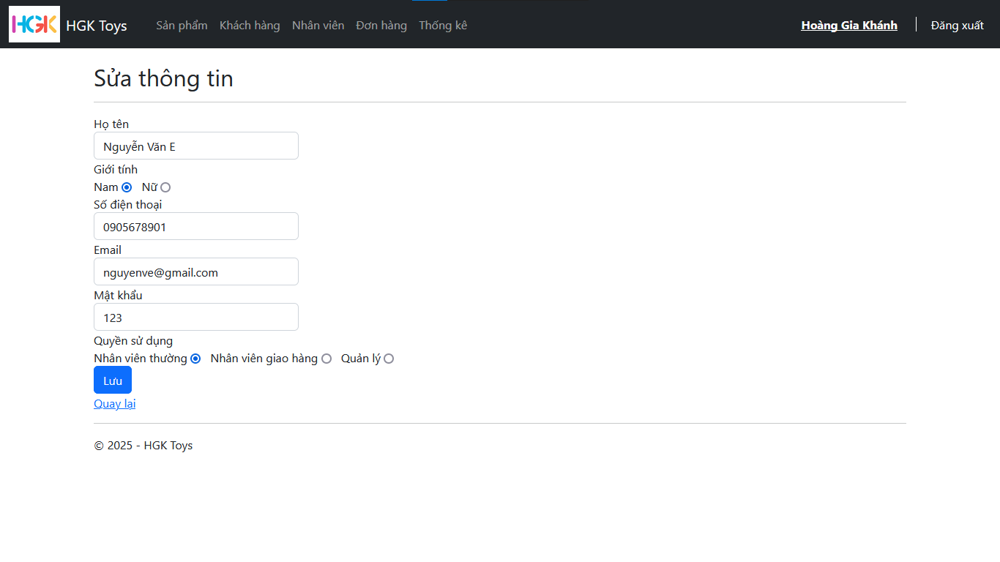 HGK HGK Toys Sản phẩm Khách hàng Nhân viên Đơn hàng Thống kê Hoàng Gia Khánh Đăng xuất
Sửa thông tin
Họ tên
Nguyễn Văn E
Giới tính
Nam Nữ
Số điện thoại
0905678901
Email
nguyenve@gmail.com
Mật khẩu
123
Quyền sử dụng
Nhân viên thường Nhân viên giao hàng Quản lý
Lưu
Quay lại
© 2025 - HGK Toys